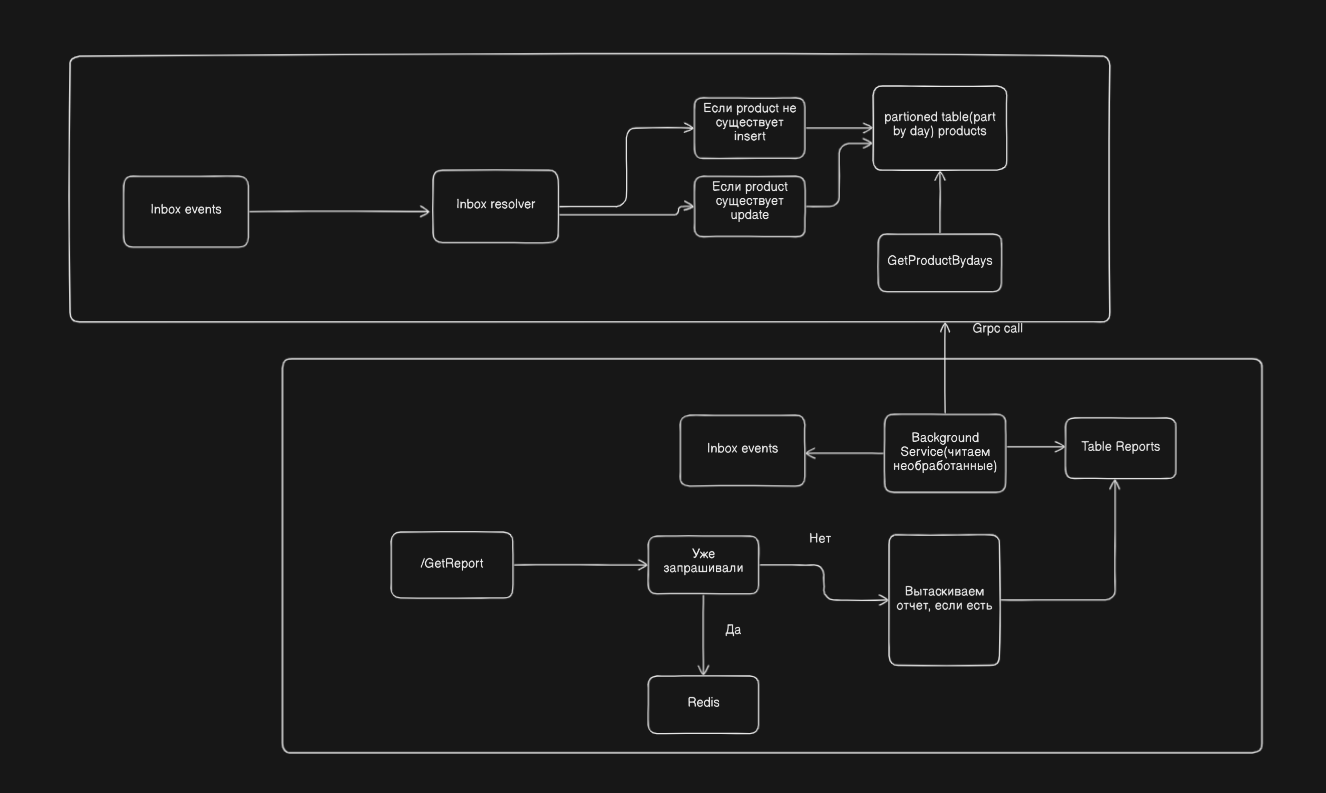 Если product не
существует
insert
partioned table(part
by day) products
Inbox events
Inbox resolver
Если product
существует
update
GetProductBydays
Grpc call
Inbox events
Background
Service(читаем
необработанные)
Table Reports
/GetReport
Уже
запрашивали
Нет
Вытаскиваем
отчет, если есть
Да
Redis